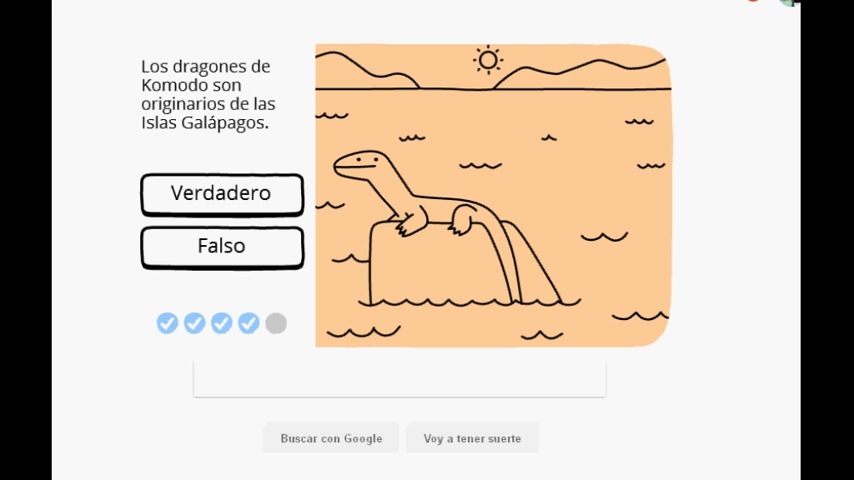 Los dragones de
Komodo son
originarios de las
Islas Galápagos.
Verdadero
Falso
Buscar con Google
Voy a tener suerte